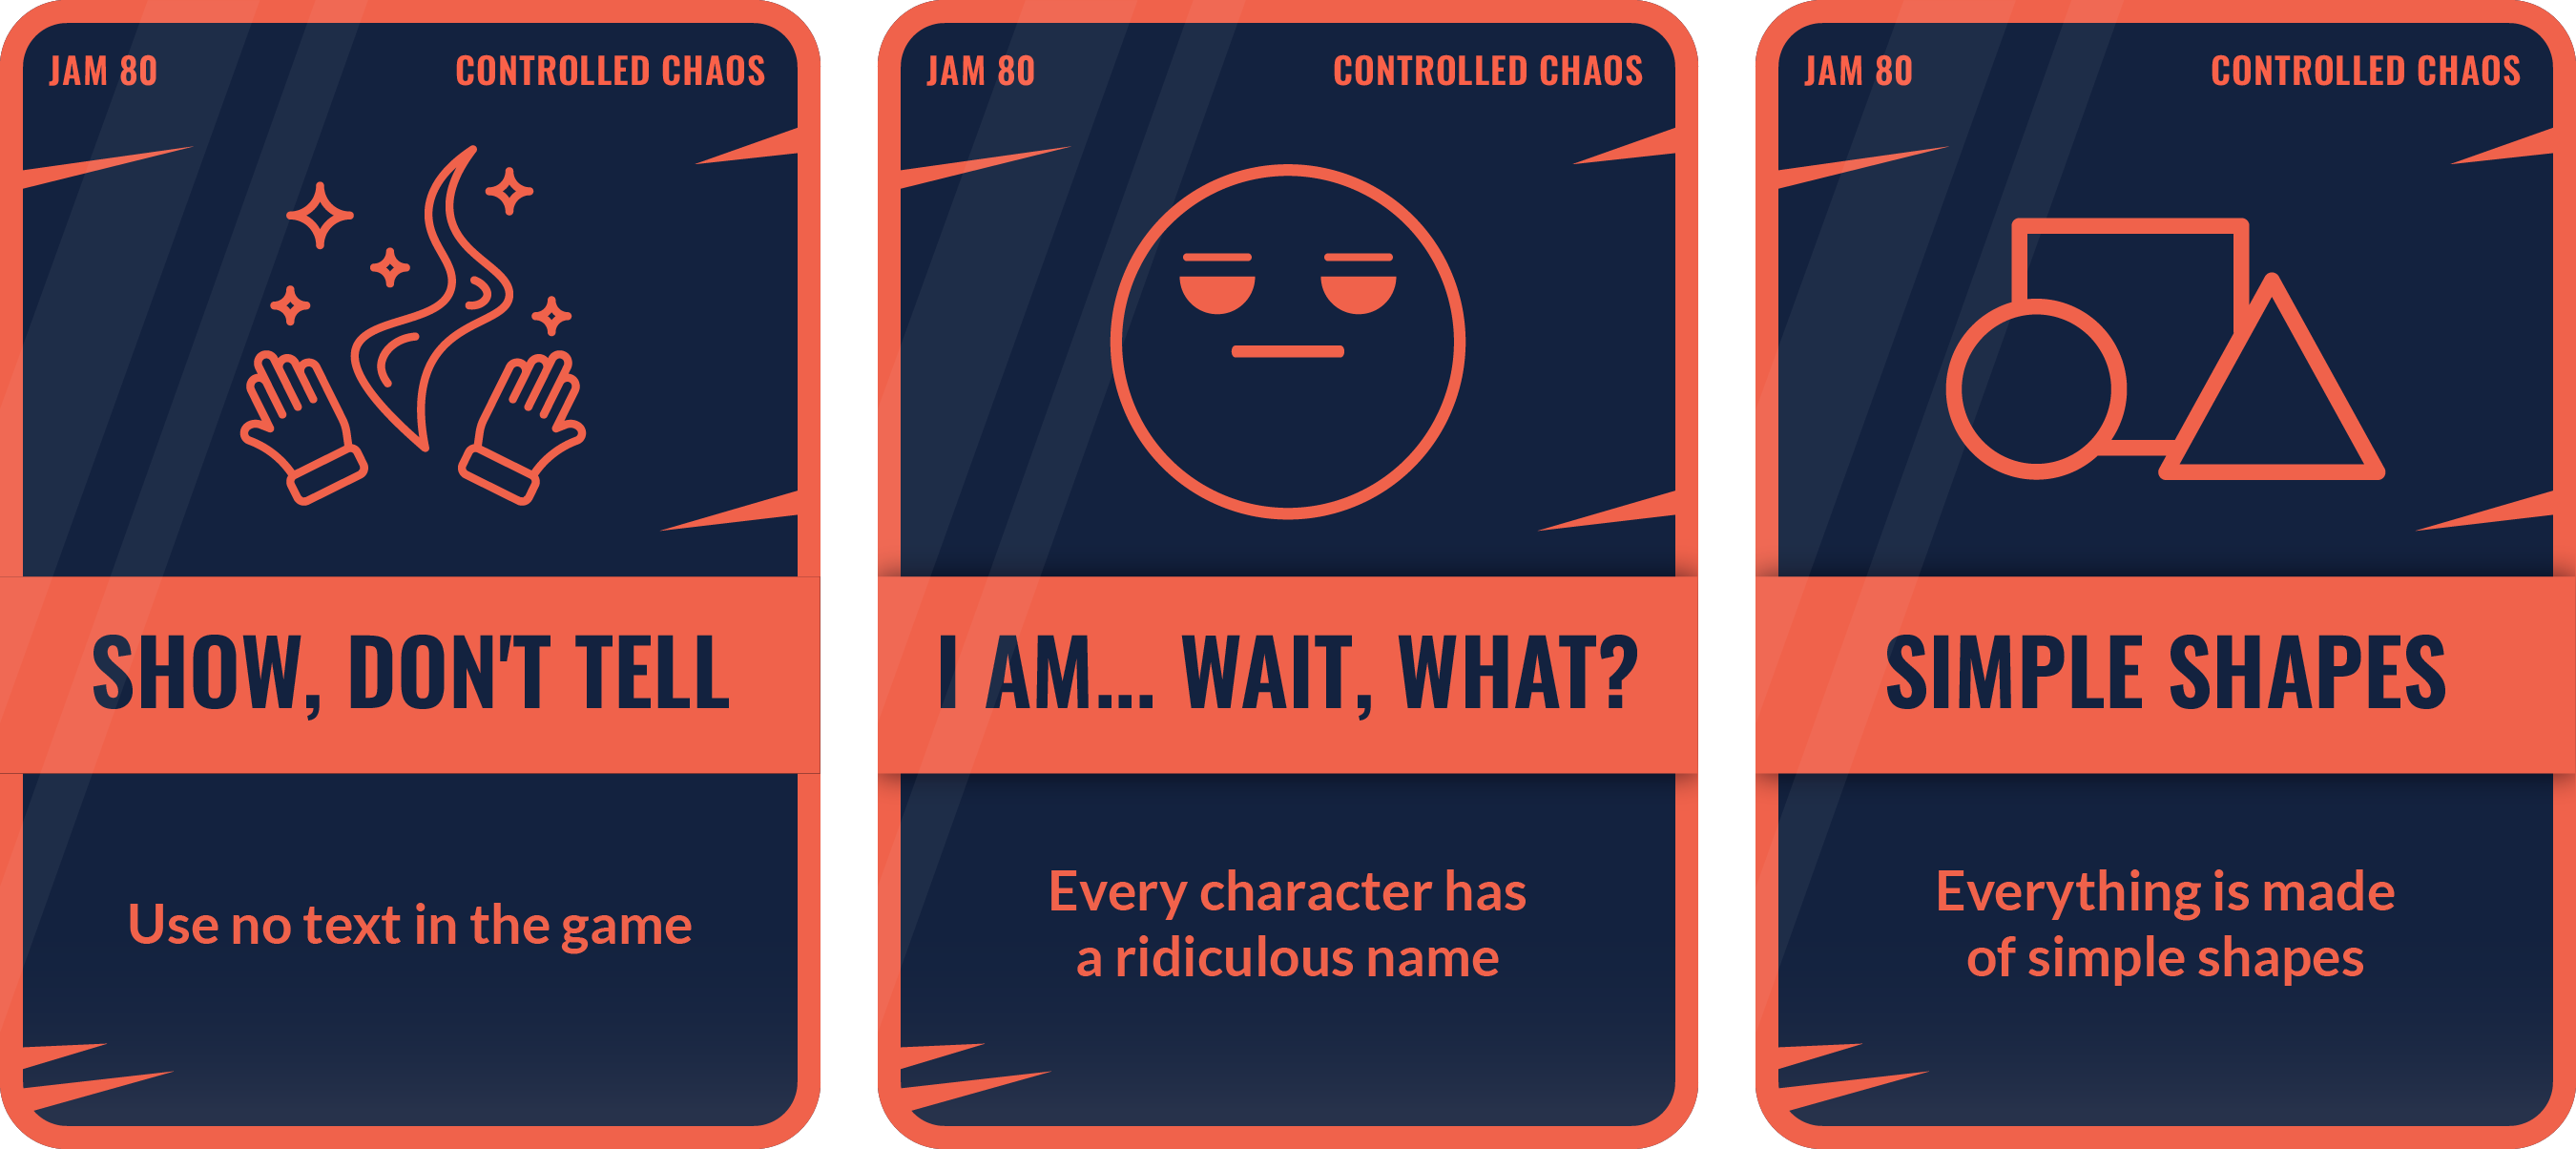 JAM 80 CONTROLLED CHAOS
SHOW, DON'T TELL
Use no text in the game
JAM 80 CONTROLLED CHAOS
I AM... WAIT, WHAT?
Every character has
a ridiculous name
JAM 80 CONTROLLED CHAOS
SIMPLE SHAPES
Everything is made
of simple shapes